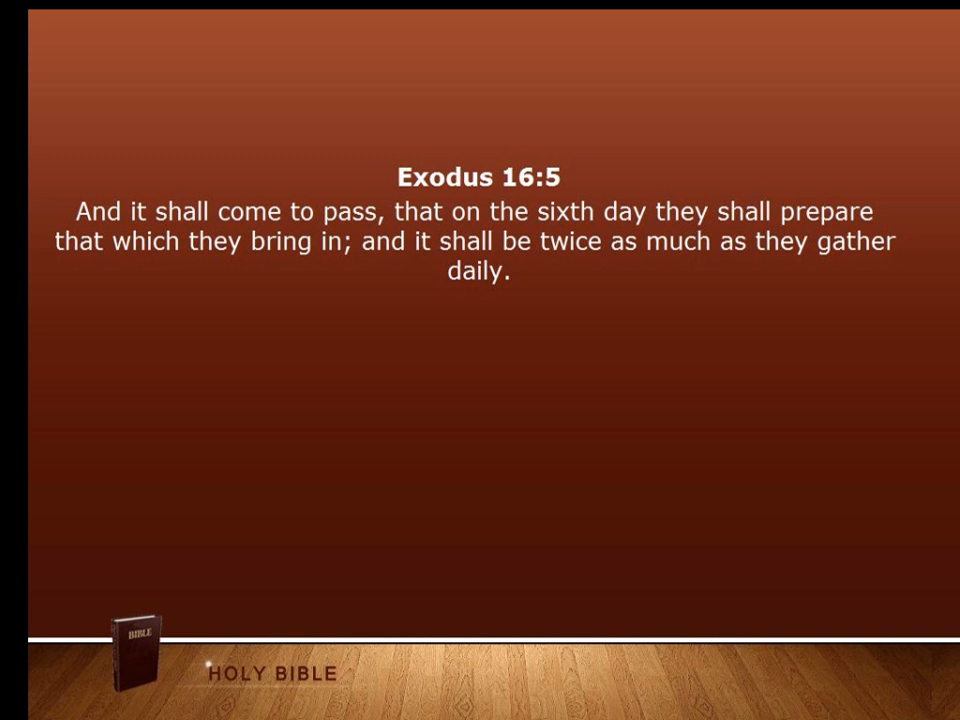 Exodus 16:5
And it shall come to pass, that on the sixth day they shall prepare
that which they bring in; and it shall be twice as much as they gather
daily.
BIBLE
HOLY BIBLE